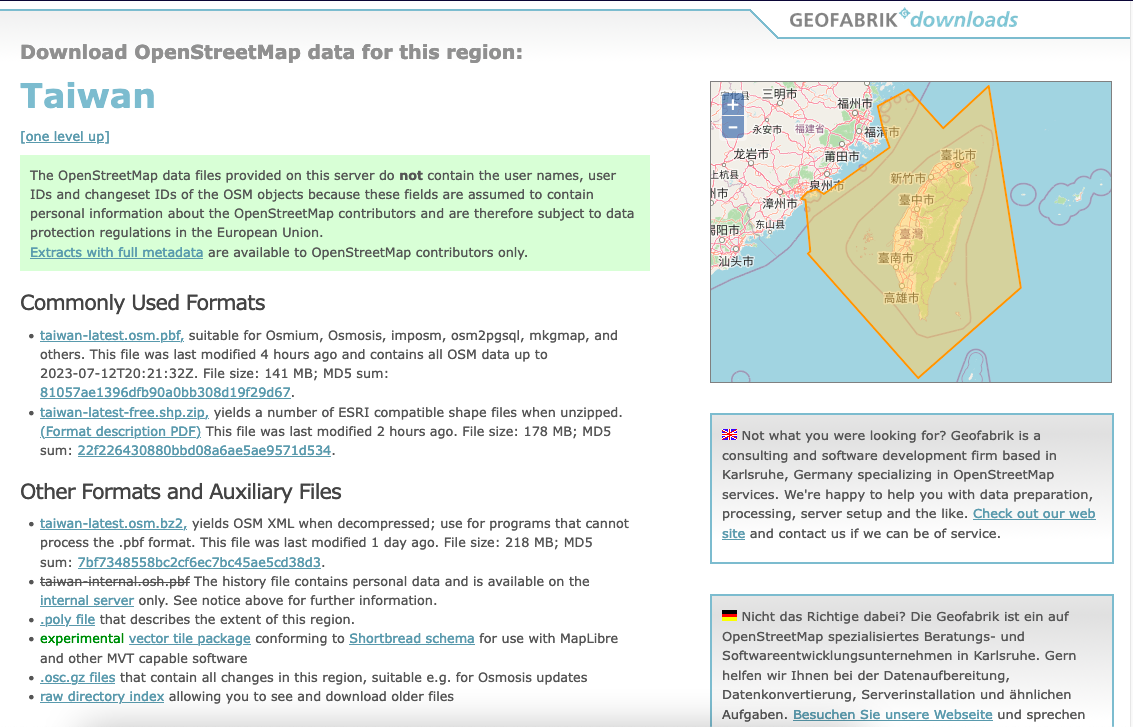 GEOFABRIK downloads
Download OpenStreetMap data for this region:
Taiwan
[one level up]
The OpenStreetMap data files provided on this server do not contain the user names, user
IDs and changeset IDs of the OSM objects because these fields are assumed to contain
personal information about the OpenStreetMap contributors and are therefore subject to data
protection regulations in the European Union.
Extracts with full metadata are available to OpenStreetMap contributors only.
Commonly Used Formats
• taiwan-latest.osm.pbf, suitable for Osmium, Osmosis, imposm, osm2pgsql, mkgmap, and
others. This file was last modified 4 hours ago and contains all OSM data up to
2023-07-12T20:21:32Z. File size: 141 MB; MD5 sum:
81057ae1396dfb90a0bb308d19f29d67.
• taiwan-latest-free.shp.zip, yields a number of ESRI compatible shape files when unzipped.
(Format description PDF) This file was last modified 2 hours ago. File size: 178 MB; MD5
sum: 22f226430880bbd08a6ae5ae9571d534.
Other Formats and Auxiliary Files
• taiwan-latest.osm.bz2, yields OSM XML when decompressed; use for programs that cannot
process the .pbf format. This file was last modified 1 day ago. File size: 218 MB; MD5
sum: 7bf7348558bc2cf6ec7bc45ae5cd38d3.
• taiwan-internal.osh.pbf The history file contains personal data and is available on the
internal server only. See notice above for further information.
• .poly file that describes the extent of this region.
• experimental vector tile package conforming to Shortbread schema for use with MapLibre
and other MVT capable software
• .osc.gz files that contain all changes in this region, suitable e.g. for Osmosis updates
• raw directory index allowing you to see and download older files
+
−
三明市
福州市
永安市
福建省
福清市
龙岩市
莆田市
臺北市
上杭县
泉州市
新竹市
漳州市
臺中市
东山县
臺灣
汕头市
臺南市
高雄市
Not what you were looking for? Geofabrik is a
consulting and software development firm based in
Karlsruhe, Germany specializing in OpenStreetMap
services. We're happy to help you with data preparation,
processing, server setup and the like. Check out our web
site and contact us if we can be of service.
Nicht das Richtige dabei? Die Geofabrik ist ein auf
OpenStreetMap spezialisiertes Beratungs- und
Softwareentwicklungsunternehmen in Karlsruhe. Gern
helfen wir Ihnen bei der Datenaufbereitung,
Datenkonvertierung, Serverinstallation und ähnlichen
Aufgaben. Besuchen Sie unsere Webseite und sprechen